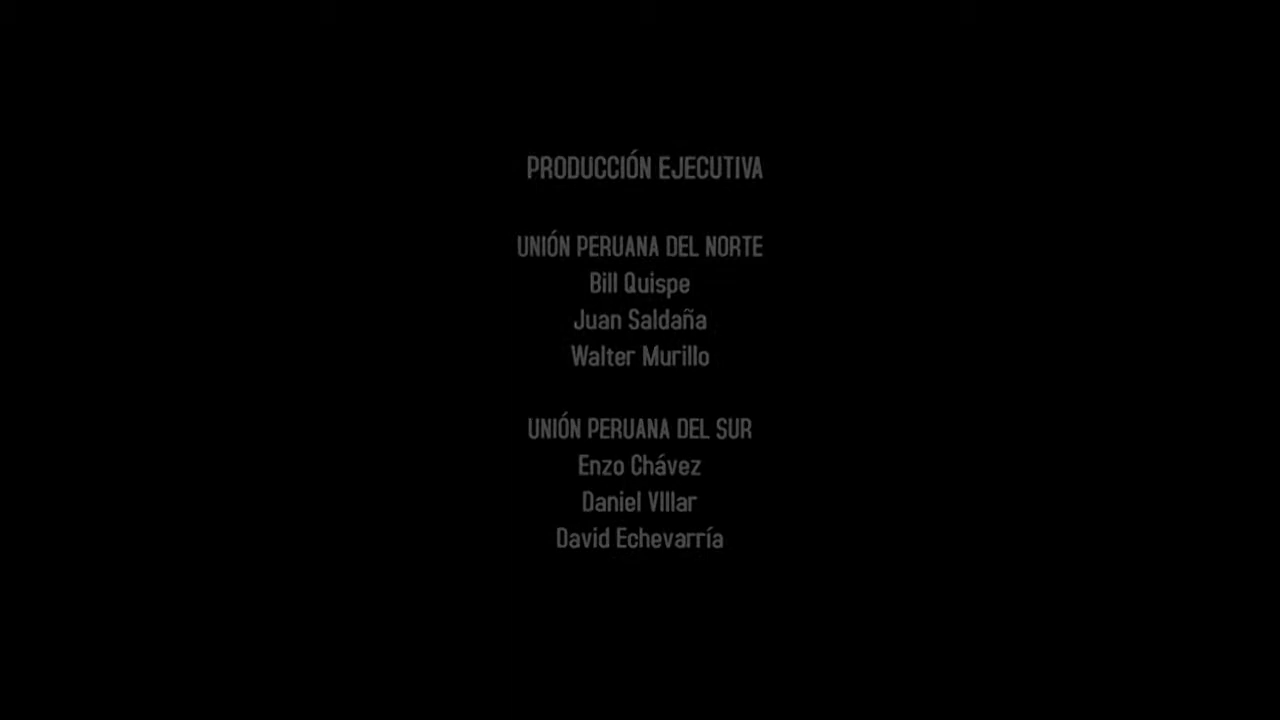 PRODUCCIÓN EJECUTIVA
UNIÓN PERUANA DEL NORTE
Bill Quispe
Juan Saldaña
Walter Murillo
UNIÓN PERUANA DEL SUR
Enzo Chávez
Daniel VIllar
David Echevarría